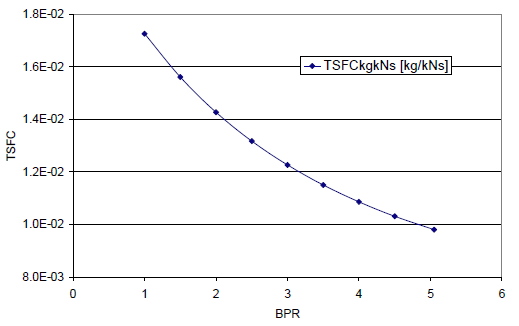 1.8E-02
1.6E-02
TSFCkgkNs [kg/kNs]
1.4E-02
TSFC
1.2E-02
1.0E-02
8.0E-03
0 1 2 3 4 5 6
BPR